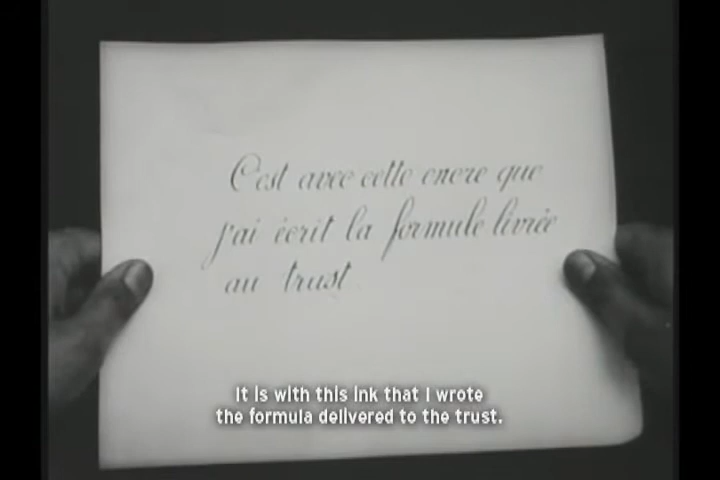 C'est avec cette encre que
j'ai écrit la formule livrée
au trust
It is with this ink that I wrote
the formula delivered to the trust.